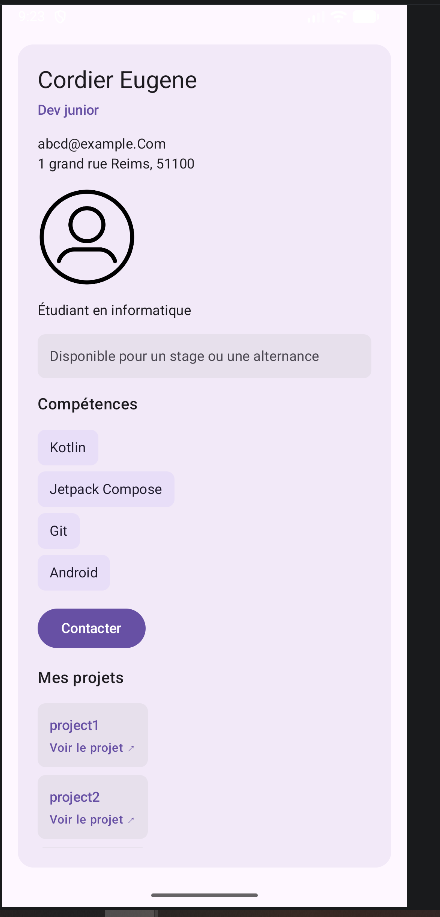 Cordier Eugene
Dev junior
abcd@example.Com
1 grand rue Reims, 51100
Étudiant en informatique
Disponible pour un stage ou une alternance
Compétences
Kotlin
Jetpack Compose
Git
Android
Contacter
Mes projets
project1
Voir le projet ↗
project2
Voir le projet ↗